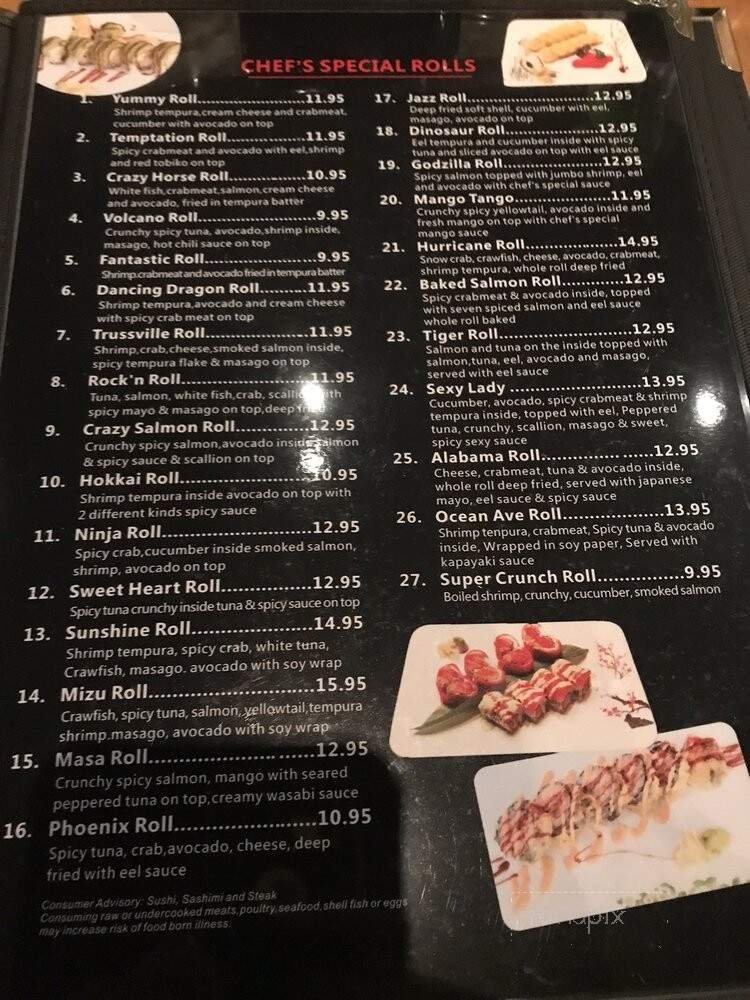 CHEF'S SPECIAL ROLLS
1. Yummy Roll..........................11.95
Shrimp tempura,cream cheese and crabmeat,
cucumber with avocado on top
2. Temptation Roll.....................11.95
Spicy crabmeat and avocado with eel,shrimp
and red tobiko on top
3. Crazy Horse Roll....................10.95
White fish,crabmeat,salmon,cream cheese
and avocado, fried in tempura batter
4. Volcano Roll........................9.95
Crunchy spicy tuna, avocado,shrimp inside,
masago, hot chili sauce on top
5. Fantastic Roll......................9.95
Shrimp.crabmeat and avocado fried in tempura batter
6. Dancing Dragon Roll..........11.95
Shrimp tempura,avocado and cream cheese
with spicy crab meat on top
7. Trussville Roll.....................11.95
Shrimp,crab,cheese,smoked salmon inside,
spicy tempura flake & masago on top
8. Rock'n Roll.........................11.95
Tuna, salmon, white fish,crab, scallion with
spicy mayo & masago on top,deep fried
9. Crazy Salmon Roll...............12.95
Crunchy spicy salmon,avocado inside salmon
& spicy sauce & scallion on top
10. Hokkai Roll.........................10.95
Shrimp tempura inside avocado on top with
2 different kinds spicy sauce
11. Ninja Roll............................12.95
Spicy crab,cucumber inside smoked salmon,
shrimp, avocado on top
12. Sweet Heart Roll.................12.95
Spicy tuna crunchy inside tuna & spicy sauce on top
13. Sunshine Roll......................14.95
Shrimp tempura, spicy crab, white tuna,
Crawfish, masago. avocado with soy wrap
14. Mizu Roll.............................15.95
Crawfish, spicy tuna, salmon, yellowtail,tempura
shrimp.masago, avocado with soy wrap
15. Masa Roll............................12.95
Crunchy spicy salmon, mango with seared
peppered tuna on top,creamy wasabi sauce
16. Phoenix Roll........................10.95
Spicy tuna, crab,avocado, cheese, deep
fried with eel sauce
Consumer Advisory: Sushi, Sashimi and Steak
Consuming raw or undercooked meats,poultry,seafood,shell fish or eggs
may increase risk of food born illness.
17. Jazz Roll.............................12.95
Deep fried soft shell, cucumber with eel,
masago, avocado on top
18. Dinosaur Roll......................12.95
Eel tempura and cucumber inside with spicy
tuna and sliced avocado on top with eel sauce
19. Godzilla Roll.......................12.95
Spicy salmon topped with jumbo shrimp, eel
and avocado with chef's special sauce
20. Mango Tango......................11.95
Crunchy spicy yellowtail, avocado inside and
fresh mango on top with chef's special
mango sauce
21. Hurricane Roll.....................14.95
Snow crab, crawfish, cheese, avocado, crabmeat,
shrimp tempura, whole roll deep fried
22. Baked Salmon Roll..............12.95
Spicy crabmeat & avocado inside, topped
with seven spiced salmon and eel sauce
whole roll baked
23. Tiger Roll............................12.95
Salmon and tuna on the inside topped with
salmon,tuna, eel, avocado and masago,
served with eel sauce
24. Sexy Lady ..........................13.95
Cucumber, avocado, spicy crabmeat & shrimp
tempura inside, topped with eel, Peppered
tuna, crunchy, scallion, masago & sweet,
spicy sexy sauce
25. Alabama Roll................ ......12.95
Cheese, crabmeat, tuna & avocado inside,
whole roll deep fried, served with japanese
mayo, eel sauce & spicy sauce
26. Ocean Ave Roll....................13.95
Shrimp tenpura, crabmeat, Spicy tuna & avocado
inside, Wrapped in soy paper, Served with
kapayaki sauce
27. Super Crunch Roll................9.95
Boiled shrimp, crunchy, cucumber, smoked salmon